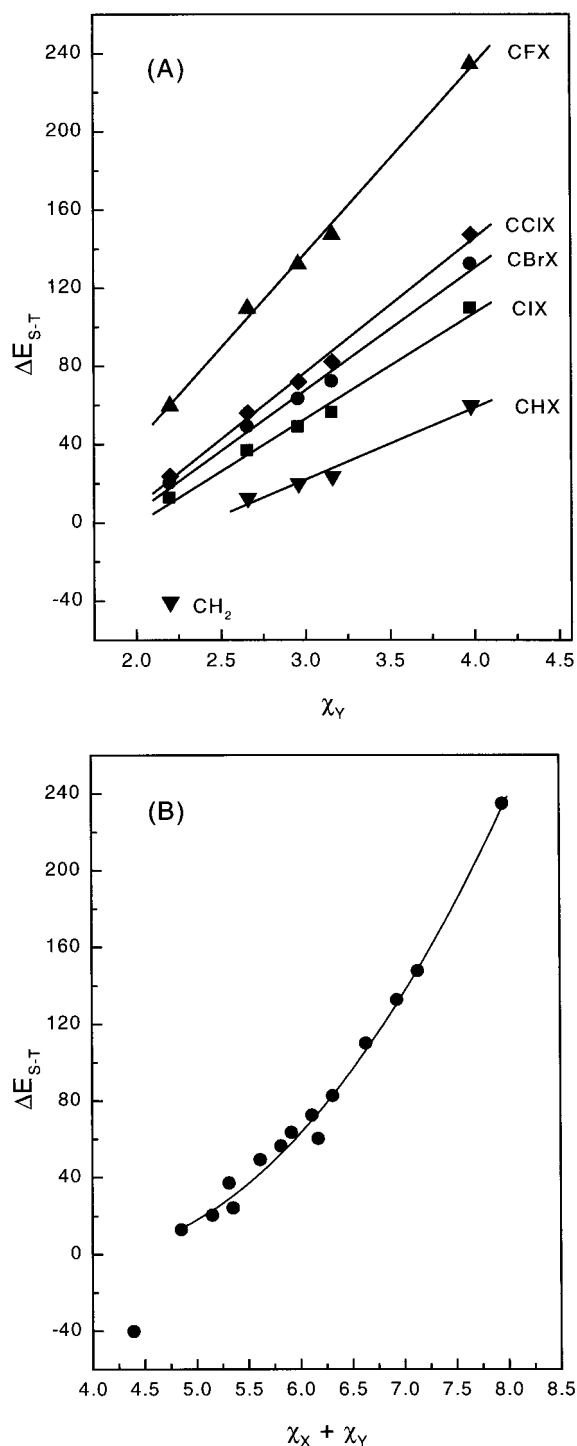 (A)
CFX
CClX
CBrX
CIX
CHX
CH₂
240
200
160
120
80
40
0
-40
ΔE_S-T
2.0 2.5 3.0 3.5 4.0 4.5
χ_Y
(B)
240
200
160
120
80
40
0
-40
ΔE_S-T
4.0 4.5 5.0 5.5 6.0 6.5 7.0 7.5 8.0 8.5
χ_X + χ_Y